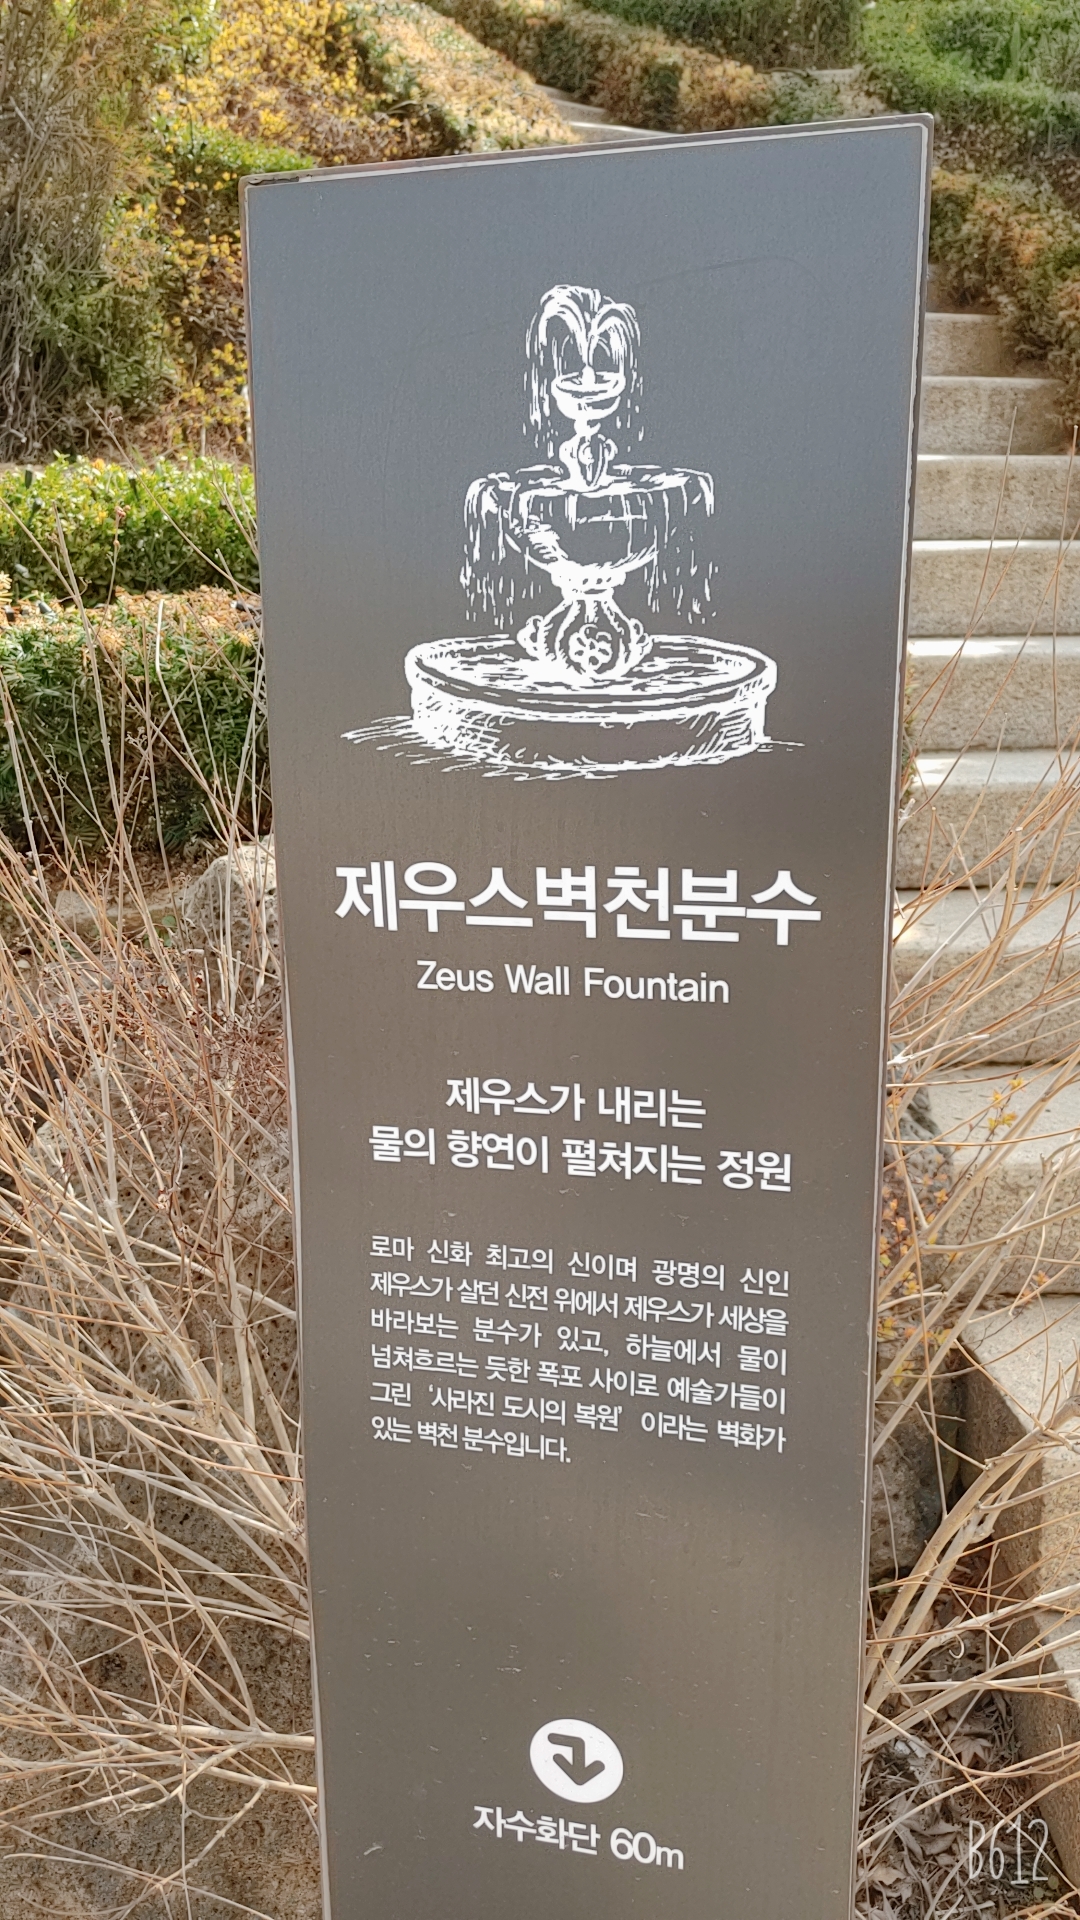 제우스벽천분수
Zeus Wall Fountain
제우스가 내리는
물의 향연이 펼쳐지는 정원
로마 신화 최고의 신이며 광명의 신인
제우스가 살던 신전 위에서 제우스가 세상을
바라보는 분수가 있고, 하늘에서 물이
넘쳐흐르는 듯한 폭포 사이로 예술가들이
그린 ‘사라진 도시의 복원’ 이라는 벽화가
있는 벽천 분수입니다.
자수화단 60m
B612